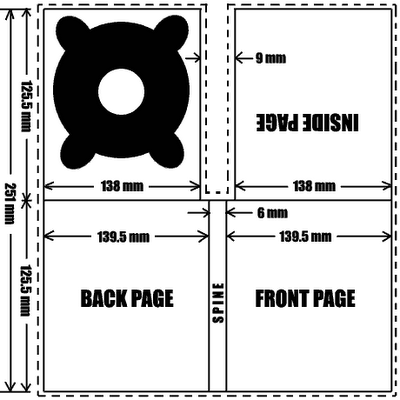 125.5 mm
9 mm
INSIDE PAGE
138 mm
138 mm
251 mm
6 mm
139.5 mm
139.5 mm
125.5 mm
BACK PAGE
SPINE
FRONT PAGE